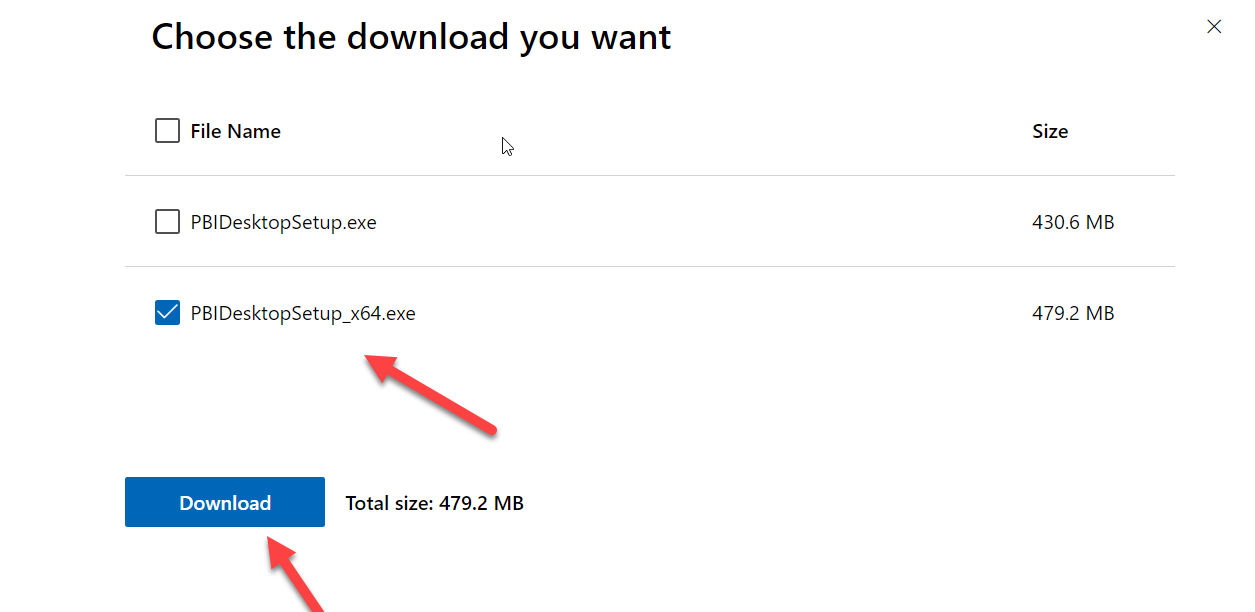 Choose the download you want
File Name Size
PBIDesktopSetup.exe 430.6 MB
PBIDesktopSetup_x64.exe 479.2 MB
Download Total size: 479.2 MB